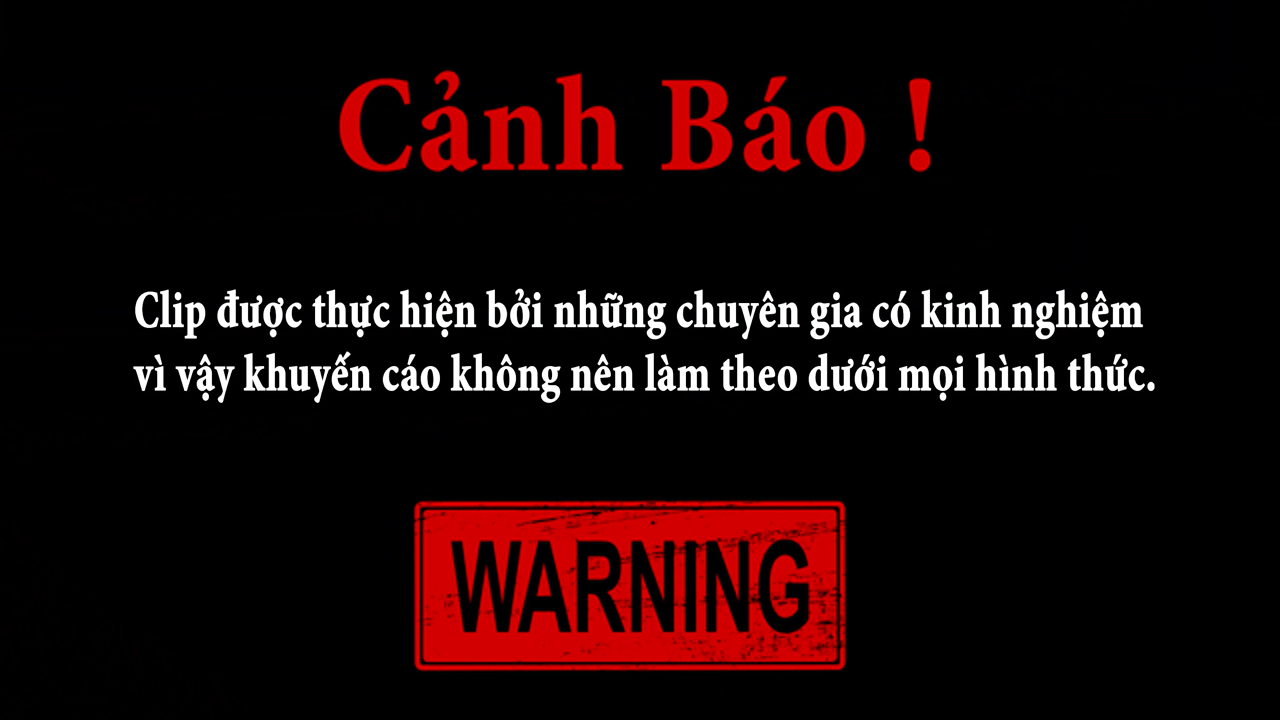 Cảnh Báo !
Clip được thực hiện bởi những chuyên gia có kinh nghiệm
vì vậy khuyến cáo không nên làm theo dưới mọi hình thức.
WARNING